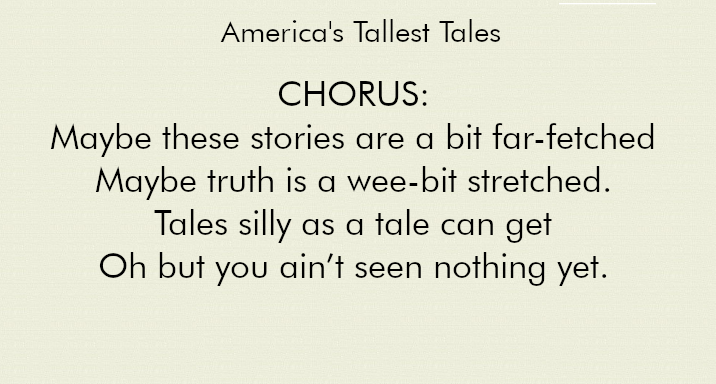 America's Tallest Tales
CHORUS:
Maybe these stories are a bit far-fetched
Maybe truth is a wee-bit stretched.
Tales silly as a tale can get
Oh but you ain’t seen nothing yet.